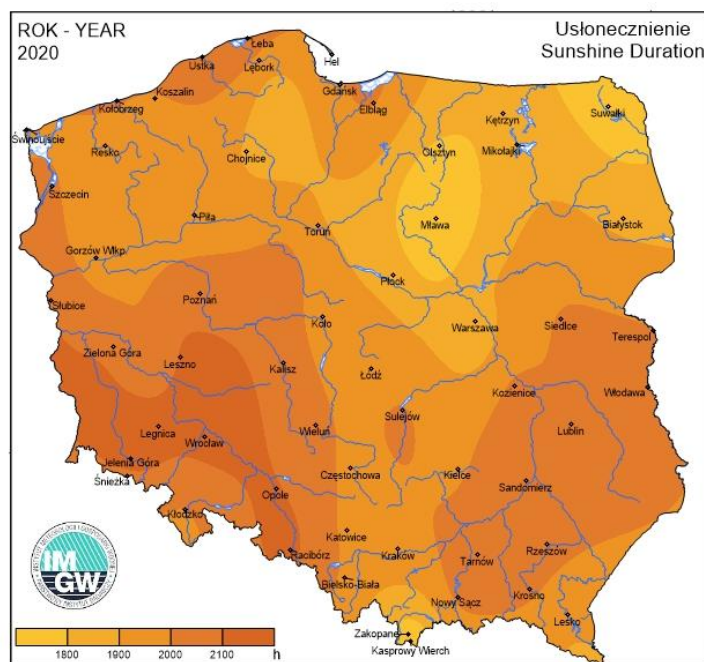 ROK - YEAR
2020
Usłonecznienie
Sunshine Duration
Łeba
Ustka
Lębork
Hel
Koszalin
Gdańsk
Kołobrzeg
Elbląg
Kętrzyn
Suwałki
Świnoujście
Resko
Chojnice
Olsztyn
Mikołajki
Szczecin
Piła
Mława
Białystok
Toruń
Gorzów Wlkp.
Płock
Słubice
Poznań
Koło
Warszawa
Siedlce
Terespol
Zielona Góra
Leszno
Kalisz
Łódź
Kozienice
Włodawa
Sulejów
Legnica
Wrocław
Wieluń
Lublin
Jelenia Góra
Śnieżka
Częstochowa
Kielce
Opole
Sandomierz
Kłodzko
Katowice
Racibórz
Kraków
Tarnów
Rzeszów
Bielsko-Biała
Nowy Sącz
Krosno
Lesko
Zakopane
Kasprowy Wierch
IM
GW
1800 1900 2000 2100 h